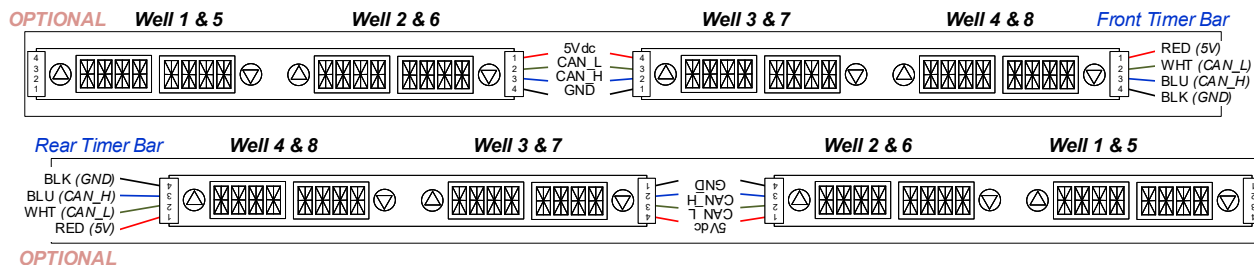 OPTIONAL Well 1 & 5 Well 2 & 6 Well 3 & 7 Well 4 & 8 Front Timer Bar
4 3 2 1
1 2 3 4
5Vdc
CAN_L
CAN_H
GND
4 3 2 1
1 2 3 4
RED (5V)
WHT (CAN_L)
BLU (CAN_H)
BLK (GND)
Rear Timer Bar Well 4 & 8 Well 3 & 7 Well 2 & 6 Well 1 & 5
BLK (GND)
BLU (CAN_H)
WHT (CAN_L)
RED (5V)
4 3 2 1
1 2 3 4
GND
CAN_H
CAN_L
5Vdc
4 3 2 1
1 2 3
OPTIONAL